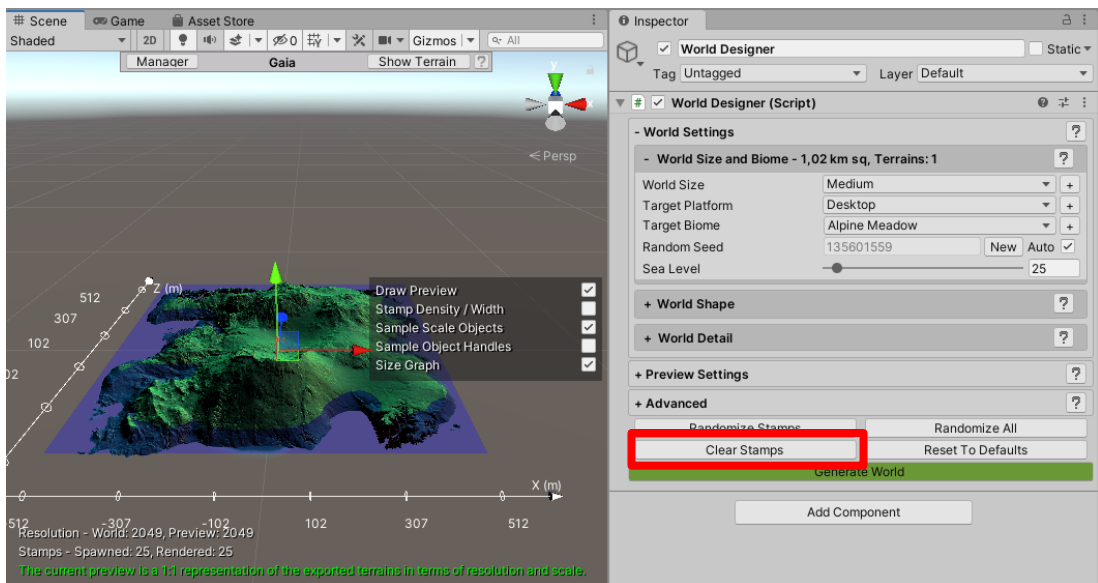 Scene Game Asset Store
Shaded 2D 0 Gizmos All
Manager Gaia Show Terrain ?
y
x
< Persp
Z (m)
512
307
102
02
Draw Preview
Stamp Density / Width
Sample Scale Objects
Sample Object Handles
Size Graph
X (m)
512 -307 -102 102 307 512
Resolution - World: 2049, Preview: 2049
Stamps - Spawned: 25, Rendered: 25
The current preview is a 1:1 representation of the exported terrains in terms of resolution and scale.
Inspector
World Designer Static
Tag Untagged Layer Default
# World Designer (Script)
- World Settings ?
- World Size and Biome - 1,02 km sq, Terrains: 1 ?
World Size Medium +
Target Platform Desktop +
Target Biome Alpine Meadow +
Random Seed 135601559 New Auto
Sea Level 25
+ World Shape ?
+ World Detail ?
+ Preview Settings ?
+ Advanced ?
Randomize Stamps Randomize All
Clear Stamps Reset To Defaults
Generate World
Add Component